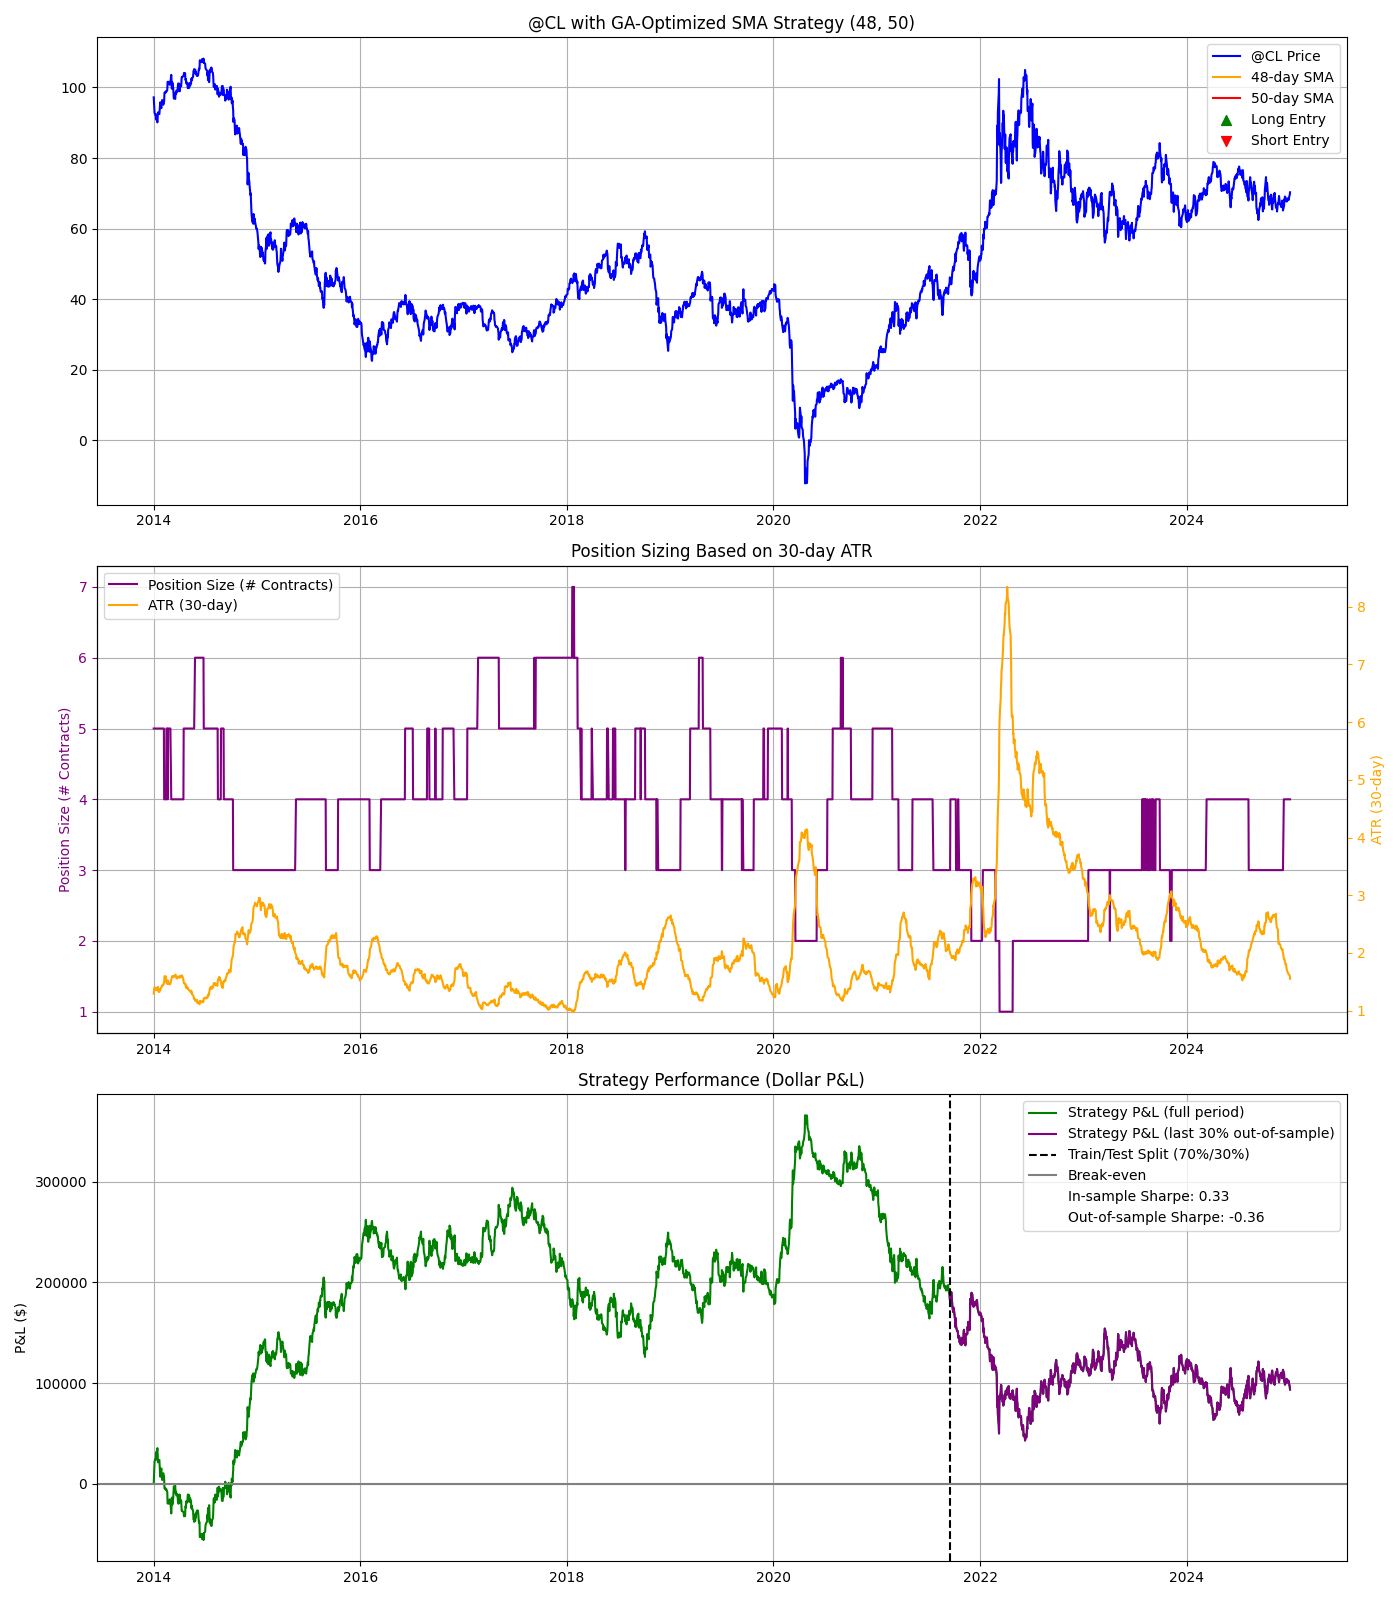 @CL with GA-Optimized SMA Strategy (48, 50)
@CL Price
48-day SMA
50-day SMA
Long Entry
Short Entry
100
80
60
40
20
0
2014 2016 2018 2020 2022 2024
Position Sizing Based on 30-day ATR
Position Size (# Contracts)
ATR (30-day)
Position Size (# Contracts)
7
6
5
4
3
2
1
8
7
6
5
4
3
2
1
ATR (30-day)
2014 2016 2018 2020 2022 2024
Strategy Performance (Dollar P&L)
Strategy P&L (full period)
Strategy P&L (last 30% out-of-sample)
Train/Test Split (70%/30%)
Break-even
In-sample Sharpe: 0.33
Out-of-sample Sharpe: -0.36
P&L ($)
300000
200000
100000
0
2014 2016 2018 2020 2022 2024